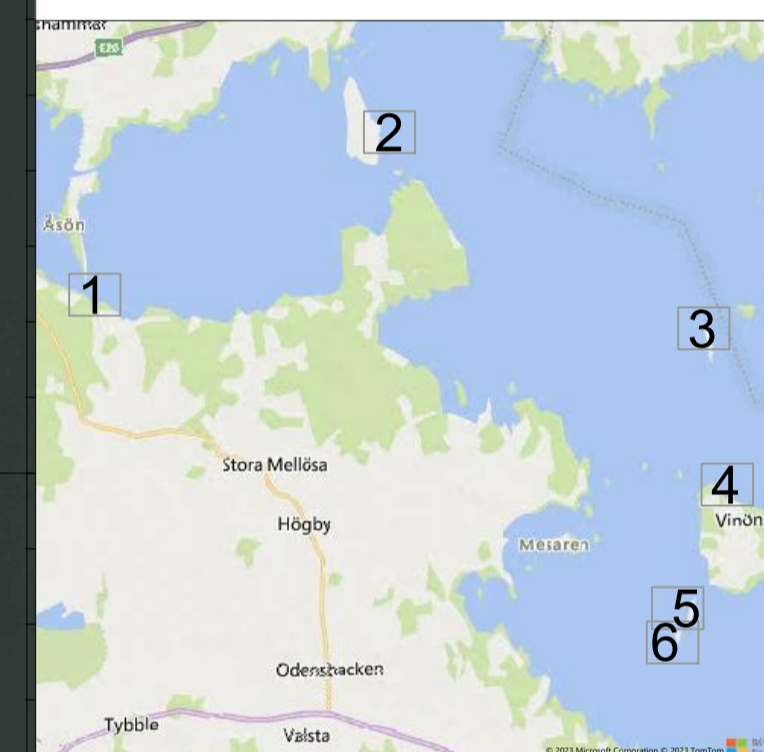 E20
2
Åsön
1
3
Stora Mellösa
4
Högby
Vinön
Mesaren
5
6
Odensbacken
Tybble
Valsta
© 2023 Microsoft Corporation © 2023 TomTom